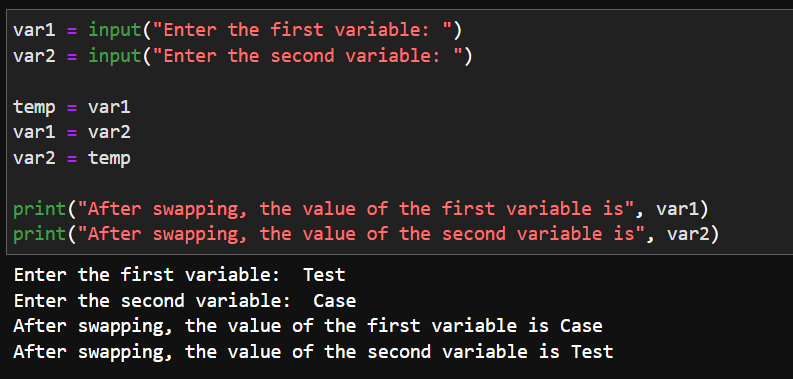 var1 = input("Enter the first variable: ")
var2 = input("Enter the second variable: ")
temp = var1
var1 = var2
var2 = temp
print("After swapping, the value of the first variable is", var1)
print("After swapping, the value of the second variable is", var2)
Enter the first variable:  Test
Enter the second variable:  Case
After swapping, the value of the first variable is Case
After swapping, the value of the second variable is Test